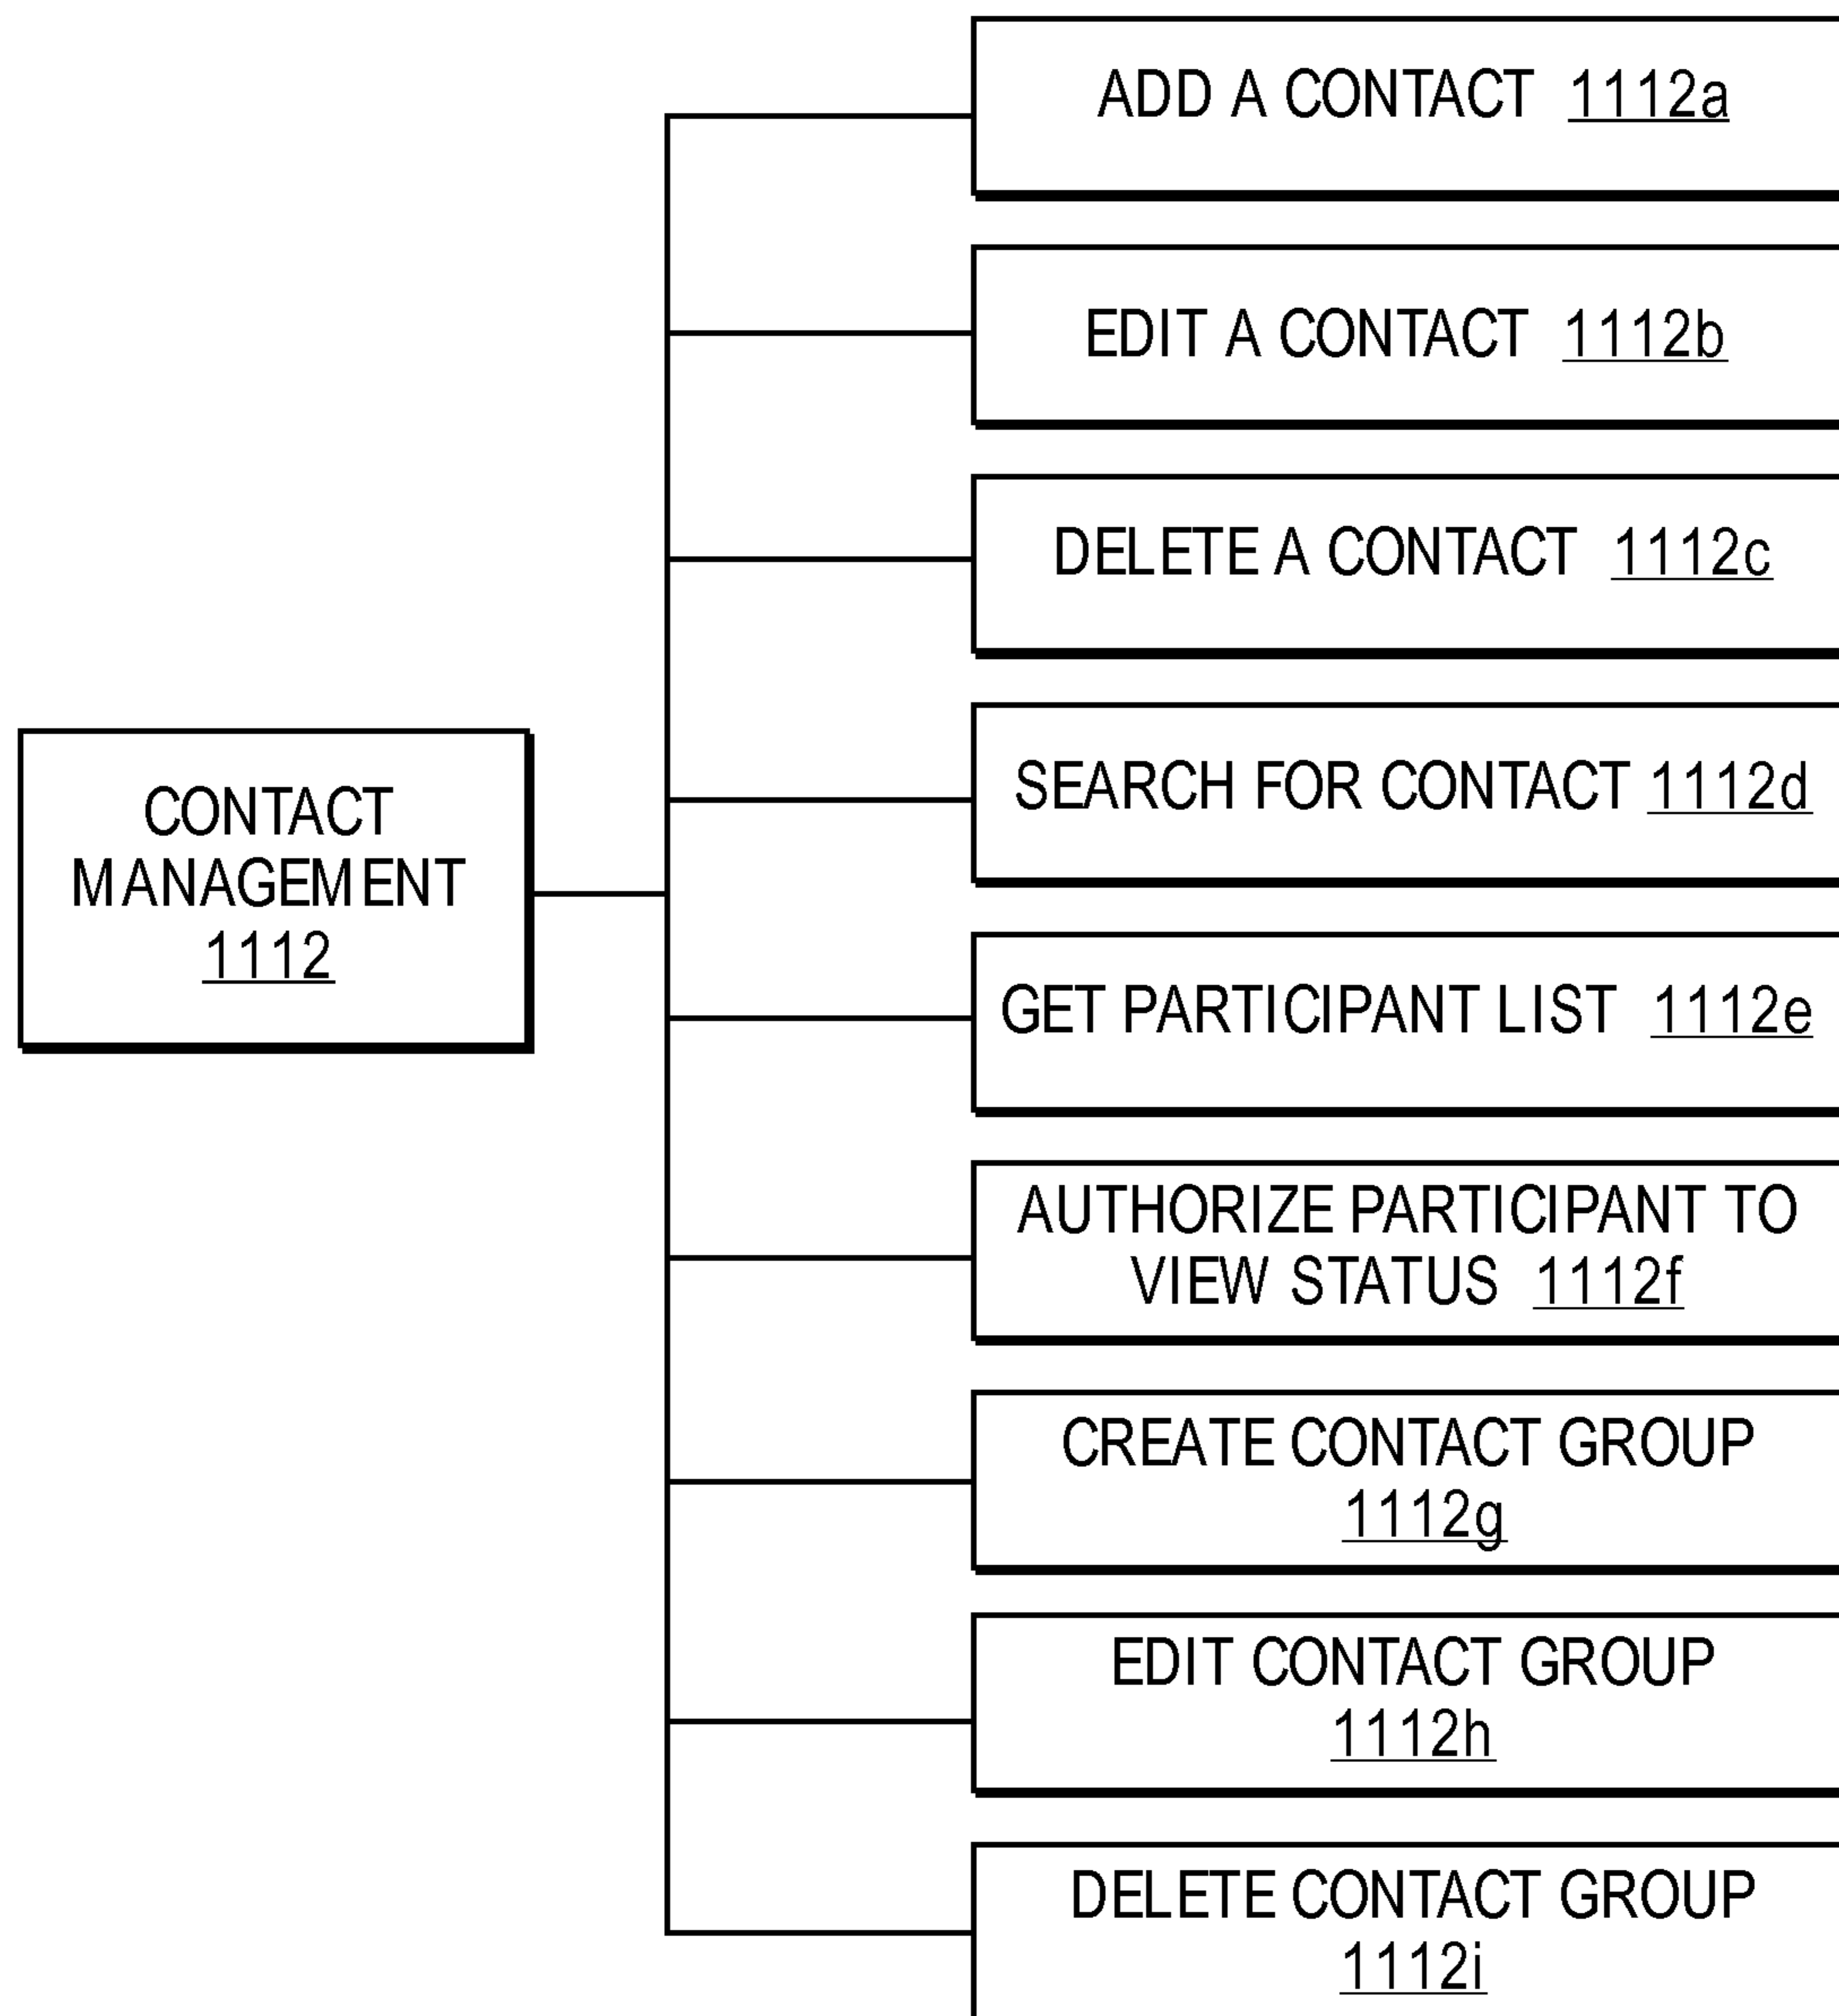 ADD A CONTACT 1112a
EDIT A CONTACT 1112b
DELETE A CONTACT 1112c
SEARCH FOR CONTACT 1112d
CONTACT
MANAGEMENT
1112
GET PARTICIPANT LIST 1112e
AUTHORIZE PARTICIPANT TO
VIEW STATUS 1112f
CREATE CONTACT GROUP
1112g
EDIT CONTACT GROUP
1112h
DELETE CONTACT GROUP
1112i